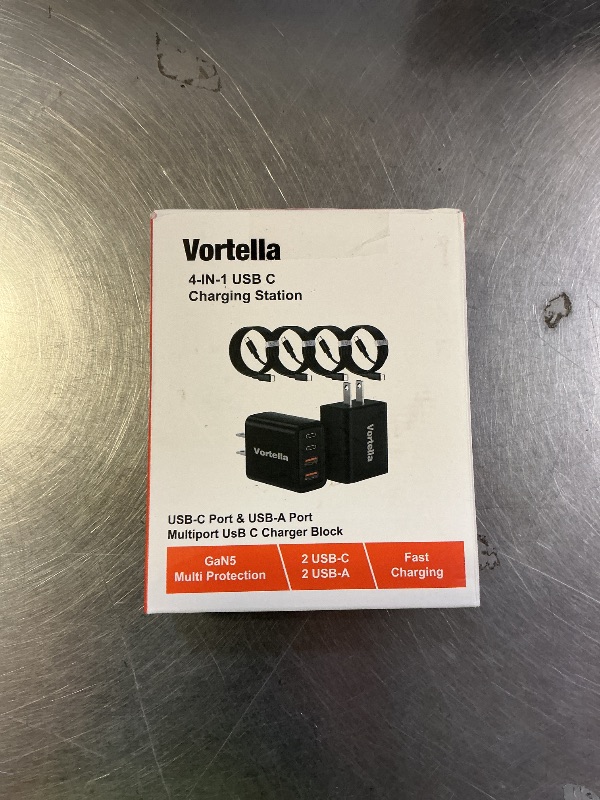 Vortella
4-IN-1 USB C
Charging Station
Vortella
Vortella
USB-C Port & USB-A Port
Multiport UsB C Charger Block
GaN5
Multi Protection
2 USB-C
2 USB-A
Fast
Charging